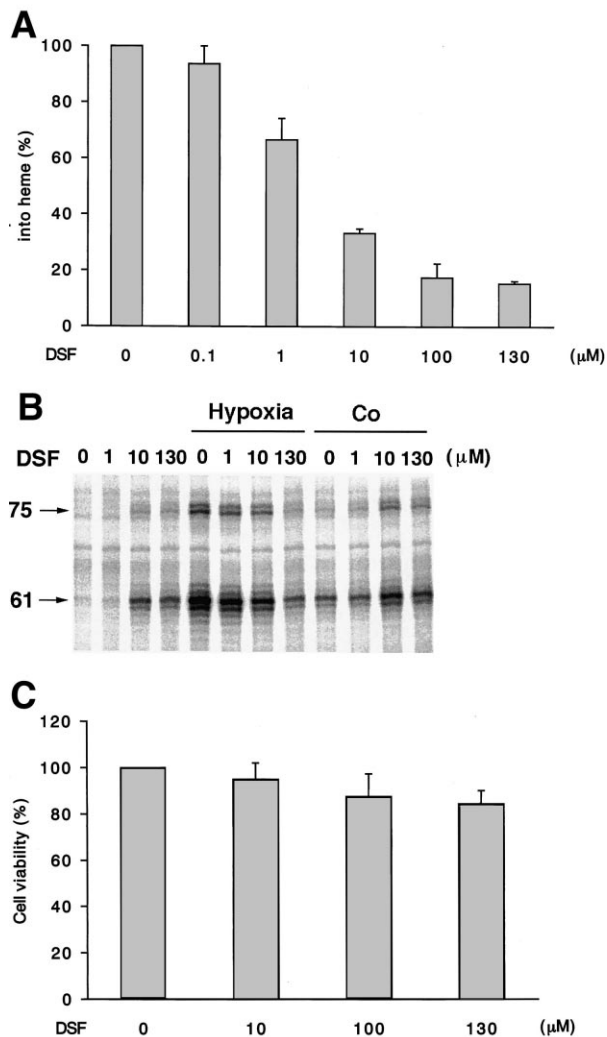 A
100
80
60
40
20
0
into heme (%)
DSF 0 0.1 1 10 100 130 (μM)
B
Hypoxia Co
DSF 0 1 10 130 0 1 10 130 0 1 10 130 (μM)
75
61
C
120
100
80
60
40
20
0
Cell viability (%)
DSF 0 10 100 130 (μM)